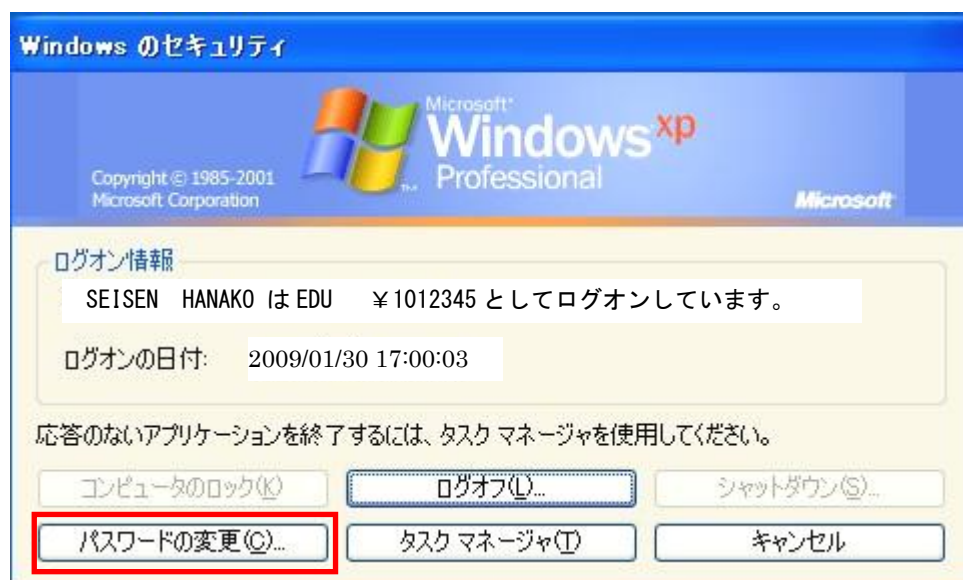 Windows のセキュリティ
Microsoft®
Windows xp
Professional
Copyright © 1985-2001
Microsoft Corporation
Microsoft
ログオン情報
SEISEN HANAKO は EDU ¥1012345 としてログオンしています。
ログオンの日付: 2009/01/30 17:00:03
応答のないアプリケーションを終了するには、タスク マネージャを使用してください。
コンピュータのロック(K) ログオフ(L)... シャットダウン(S)...
パスワードの変更(C)... タスク マネージャ(T) キャンセル